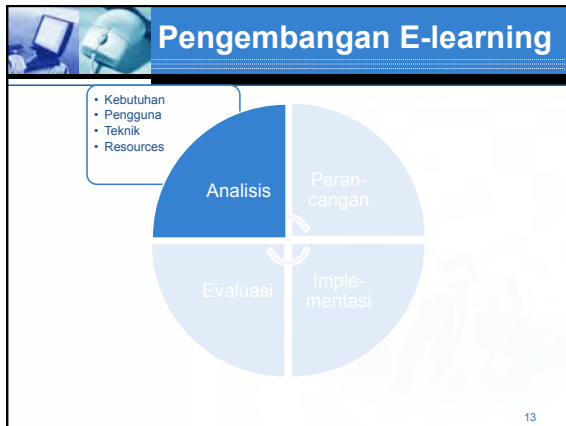 Pengembangan E-learning
• Kebutuhan
• Pengguna
• Teknik
• Resources
Analisis
Peran-
cangan
Evaluasi
Imple-
mentasi
13